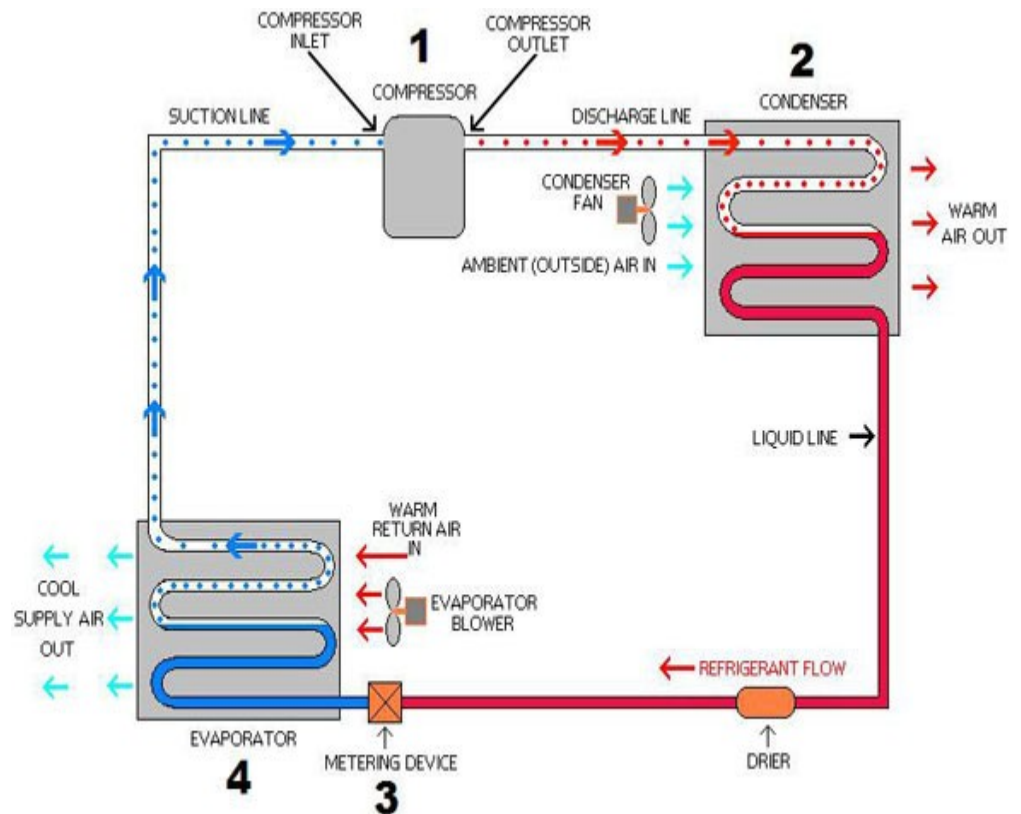 COMPRESSOR
INLET
1
COMPRESSOR
OUTLET
2
COMPRESSOR
CONDENSER
SUCTION LINE
DISCHARGE LINE
CONDENSER
FAN
WARM
AIR OUT
AMBIENT (OUTSIDE) AIR IN
LIQUID LINE
WARM
RETURN AIR
IN
COOL
SUPPLY AIR
OUT
EVAPORATOR
BLOWER
REFRIGERANT FLOW
EVAPORATOR
4
METERING DEVICE
3
DRIER